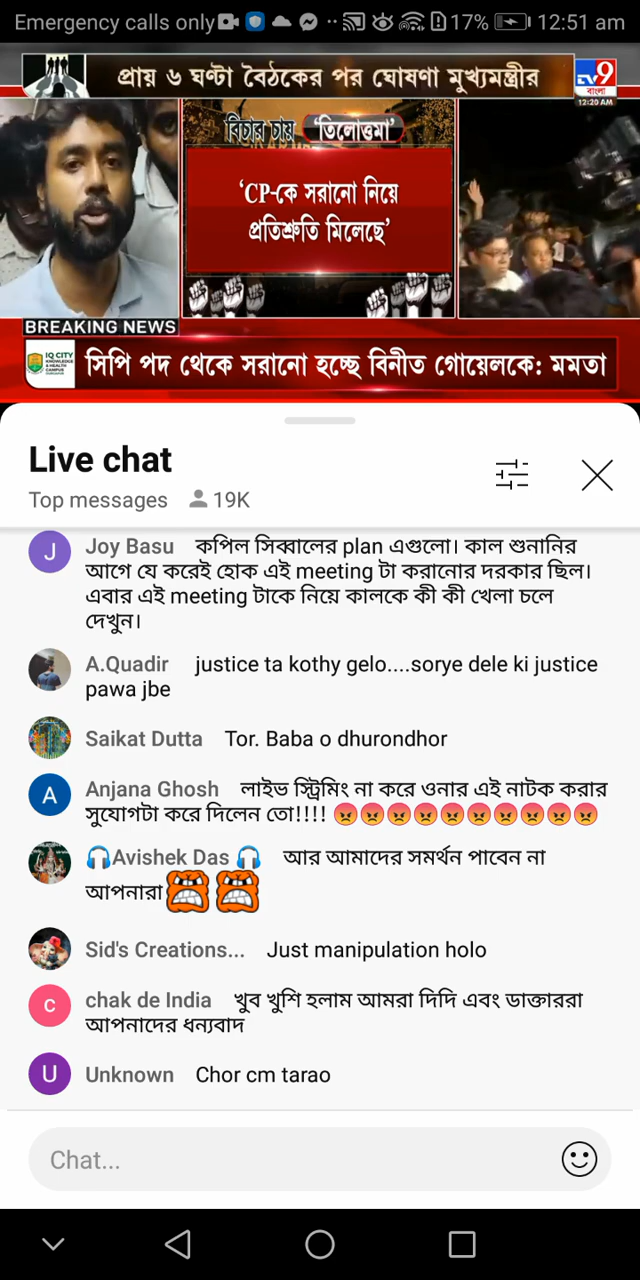 Emergency calls only 17% 12:51 am
প্রায় ৬ ঘণ্টা বৈঠকের পর ঘোষণা মুখ্যমন্ত্রীর
TV9
বাংলা
12:20 AM
বিচার চায় 'তিলোত্তমা'
'CP-কে সরানো নিয়ে
প্রতিশ্রুতি মিলেছে'
BREAKING NEWS
IQ CITY
KNOWLEDGE
& HEALTH
CAMPUS
সিপি পদ থেকে সরানো হচ্ছে বিনীত গোয়েলকে: মমতা
Live chat
Top messages 19K
J Joy Basu কপিল সিব্বালের plan এগুলো। কাল শুনানির
আগে যে করেই হোক এই meeting টা করানোর দরকার ছিল।
এবার এই meeting টাকে নিয়ে কালকে কী কী খেলা চলে
দেখুন।
A.Quadir justice ta kothy gelo....sorye dele ki justice
pawa jbe
Saikat Dutta Tor. Baba o dhurondhor
A Anjana Ghosh লাইভ স্ট্রিমিং না করে ওনার এই নাটক করার
সুযোগটা করে দিলেন তো!!!! 😡😡😡😡😡😡😡😡😡😡
🎧Avishek Das 🎧 আর আমাদের সমর্থন পাবেন না
আপনারা
Sid's Creations... Just manipulation holo
c chak de India খুব খুশি হলাম আমরা দিদি এবং ডাক্তাররা
আপনাদের ধন্যবাদ
U Unknown Chor cm tarao
Chat...